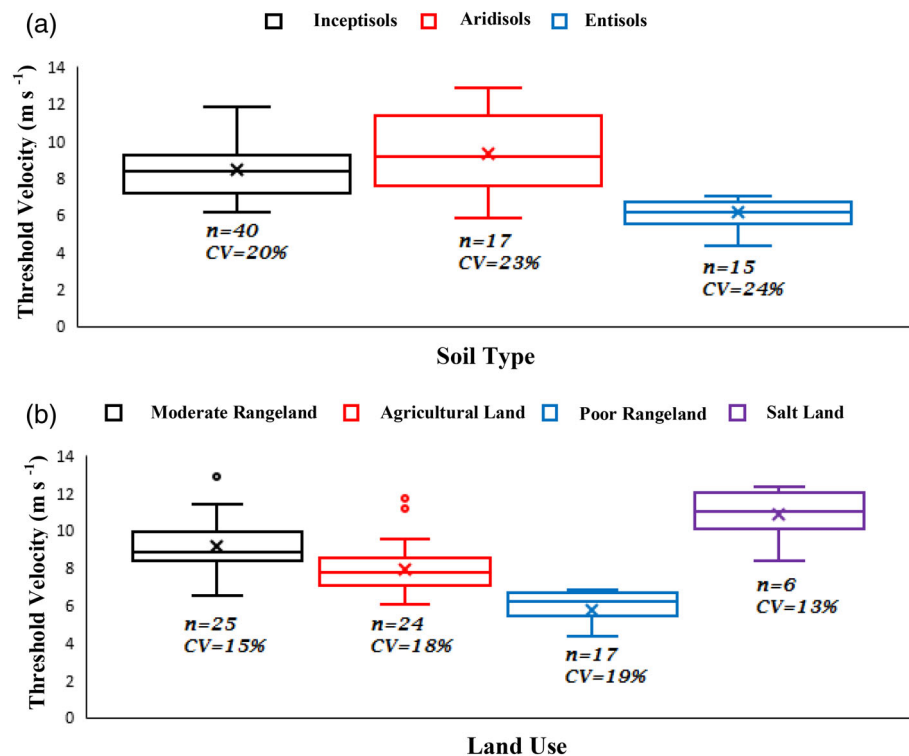 (a)
Inceptisols Aridisols Entisols
Threshold Velocity (m s -1)
14
12
10
8
6
4
2
0
n=40
CV=20%
n=17
CV=23%
n=15
CV=24%
Soil Type
(b)
Moderate Rangeland Agricultural Land Poor Rangeland Salt Land
Threshold Velocity (m s -1)
14
12
10
8
6
4
2
0
n=25
CV=15%
n=24
CV=18%
n=17
CV=19%
n=6
CV=13%
Land Use